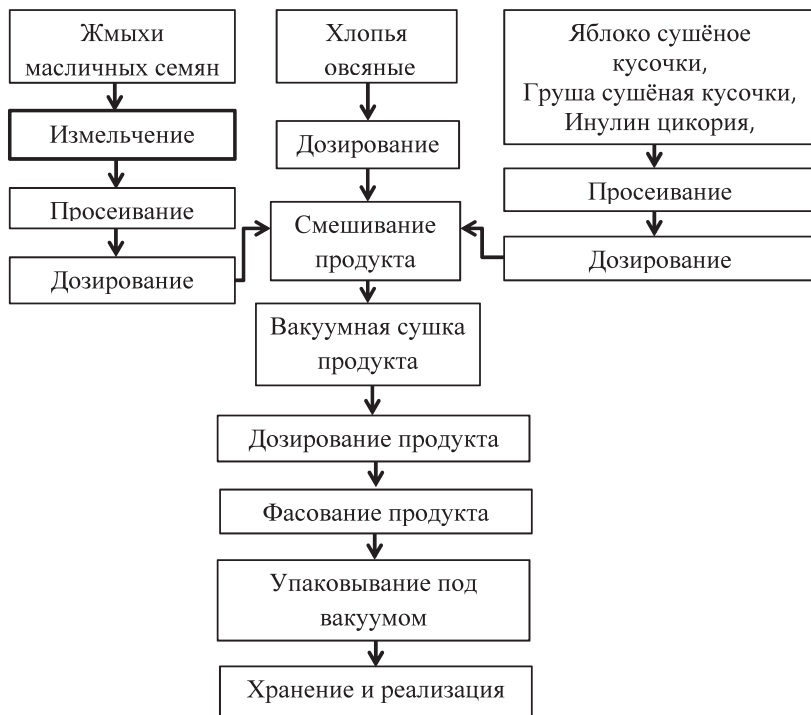 Жмыхи
масличных семян
Измельчение
Просеивание
Дозирование
Хлопья
овсяные
Дозирование
Смешивание
продукта
Яблоко сушёное
кусочки,
Груша сушёная кусочки,
Инулин цикория,
Просеивание
Дозирование
Вакуумная сушка
продукта
Дозирование продукта
Фасование продукта
Упаковывание под
вакуумом
Хранение и реализация